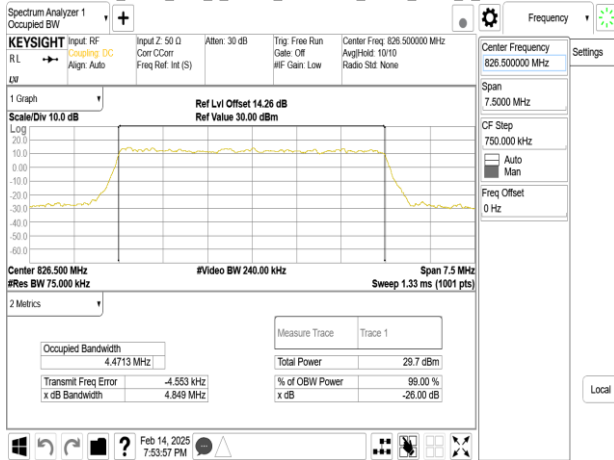 Spectrum Analyzer 1
Occupied BW
Frequency
KEYSIGHT
RL
LXI
Input: RF
Coupling: DC
Align: Auto
Input Z: 50 Ω
Corr CCorr
Freq Ref: Int (S)
Atten: 30 dB
Trig: Free Run
Gate: Off
#IF Gain: Low
Center Freq: 826.500000 MHz
Avg|Hold: 10/10
Radio Std: None
Center Frequency
826.500000 MHz
Settings
Span
7.5000 MHz
CF Step
750.000 kHz
Auto
Man
Freq Offset
0 Hz
Local
1 Graph
Scale/Div 10.0 dB
Ref Lvl Offset 14.26 dB
Ref Value 30.00 dBm
Log
20.0
10.0
0.00
-10.0
-20.0
-30.0
-40.0
-50.0
-60.0
Center 826.500 MHz
#Res BW 75.000 kHz
#Video BW 240.00 kHz
Span 7.5 MHz
Sweep 1.33 ms (1001 pts)
2 Metrics
Measure Trace
Trace 1
Occupied Bandwidth
4.4713 MHz
Total Power
29.7 dBm
Transmit Freq Error
-4.553 kHz
% of OBW Power
99.00 %
x dB Bandwidth
4.849 MHz
x dB
-26.00 dB
?
Feb 14, 2025
7:53:57 PM